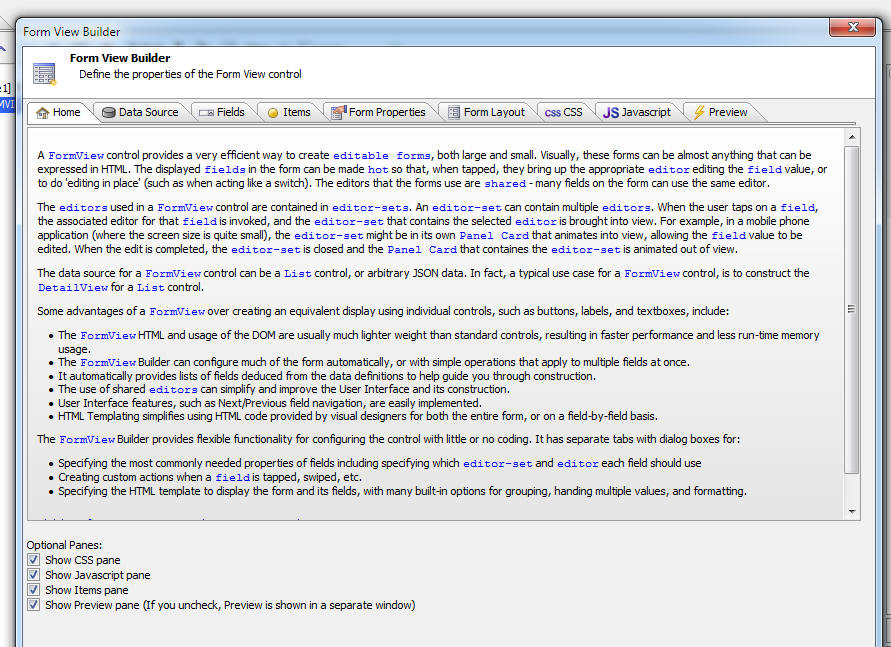 Form View Builder
Form View Builder
Define the properties of the Form View control
Home Data Source Fields Items Form Properties Form Layout CSS CSS JS Javascript Preview
A FormView control provides a very efficient way to create editable forms, both large and small. Visually, these forms can be almost anything that can be
expressed in HTML. The displayed fields in the form can be made hot so that, when tapped, they bring up the appropriate editor editing the field value, or
to do 'editing in place' (such as when acting like a switch). The editors that the forms use are shared - many fields on the form can use the same editor.
The editors used in a FormView control are contained in editor-sets. An editor-set can contain multiple editors. When the user taps on a field,
the associated editor for that field is invoked, and the editor-set that contains the selected editor is brought into view. For example, in a mobile phone
application (where the screen size is quite small), the editor-set might be in its own Panel Card that animates into view, allowing the field value to be
edited. When the edit is completed, the editor-set is closed and the Panel Card that containes the editor-set is animated out of view.
The data source for a FormView control can be a List control, or arbitrary JSON data. In fact, a typical use case for a FormView control, is to construct the
DetailView for a List control.
Some advantages of a FormView over creating an equivalent display using individual controls, such as buttons, labels, and textboxes, include:
• The FormView HTML and usage of the DOM are usually much lighter weight than standard controls, resulting in faster performance and less run-time memory
usage.
• The FormView Builder can configure much of the form automatically, or with simple operations that apply to multiple fields at once.
• It automatically provides lists of fields deduced from the data definitions to help guide you through construction.
• The use of shared editors can simplify and improve the User Interface and its construction.
• User Interface features, such as Next/Previous field navigation, are easily implemented.
• HTML Templating simplifies using HTML code provided by visual designers for both the entire form, or on a field-by-field basis.
The FormView Builder provides flexible functionality for configuring the control with little or no coding. It has separate tabs with dialog boxes for:
• Specifying the most commonly needed properties of fields including specifying which editor-set and editor each field should use
• Creating custom actions when a field is tapped, swiped, etc.
• Specifying the HTML template to display the form and its fields, with many built-in options for grouping, handing multiple values, and formatting.
Optional Panes:
Show CSS pane
Show Javascript pane
Show Items pane
Show Preview pane (If you uncheck, Preview is shown in a separate window)